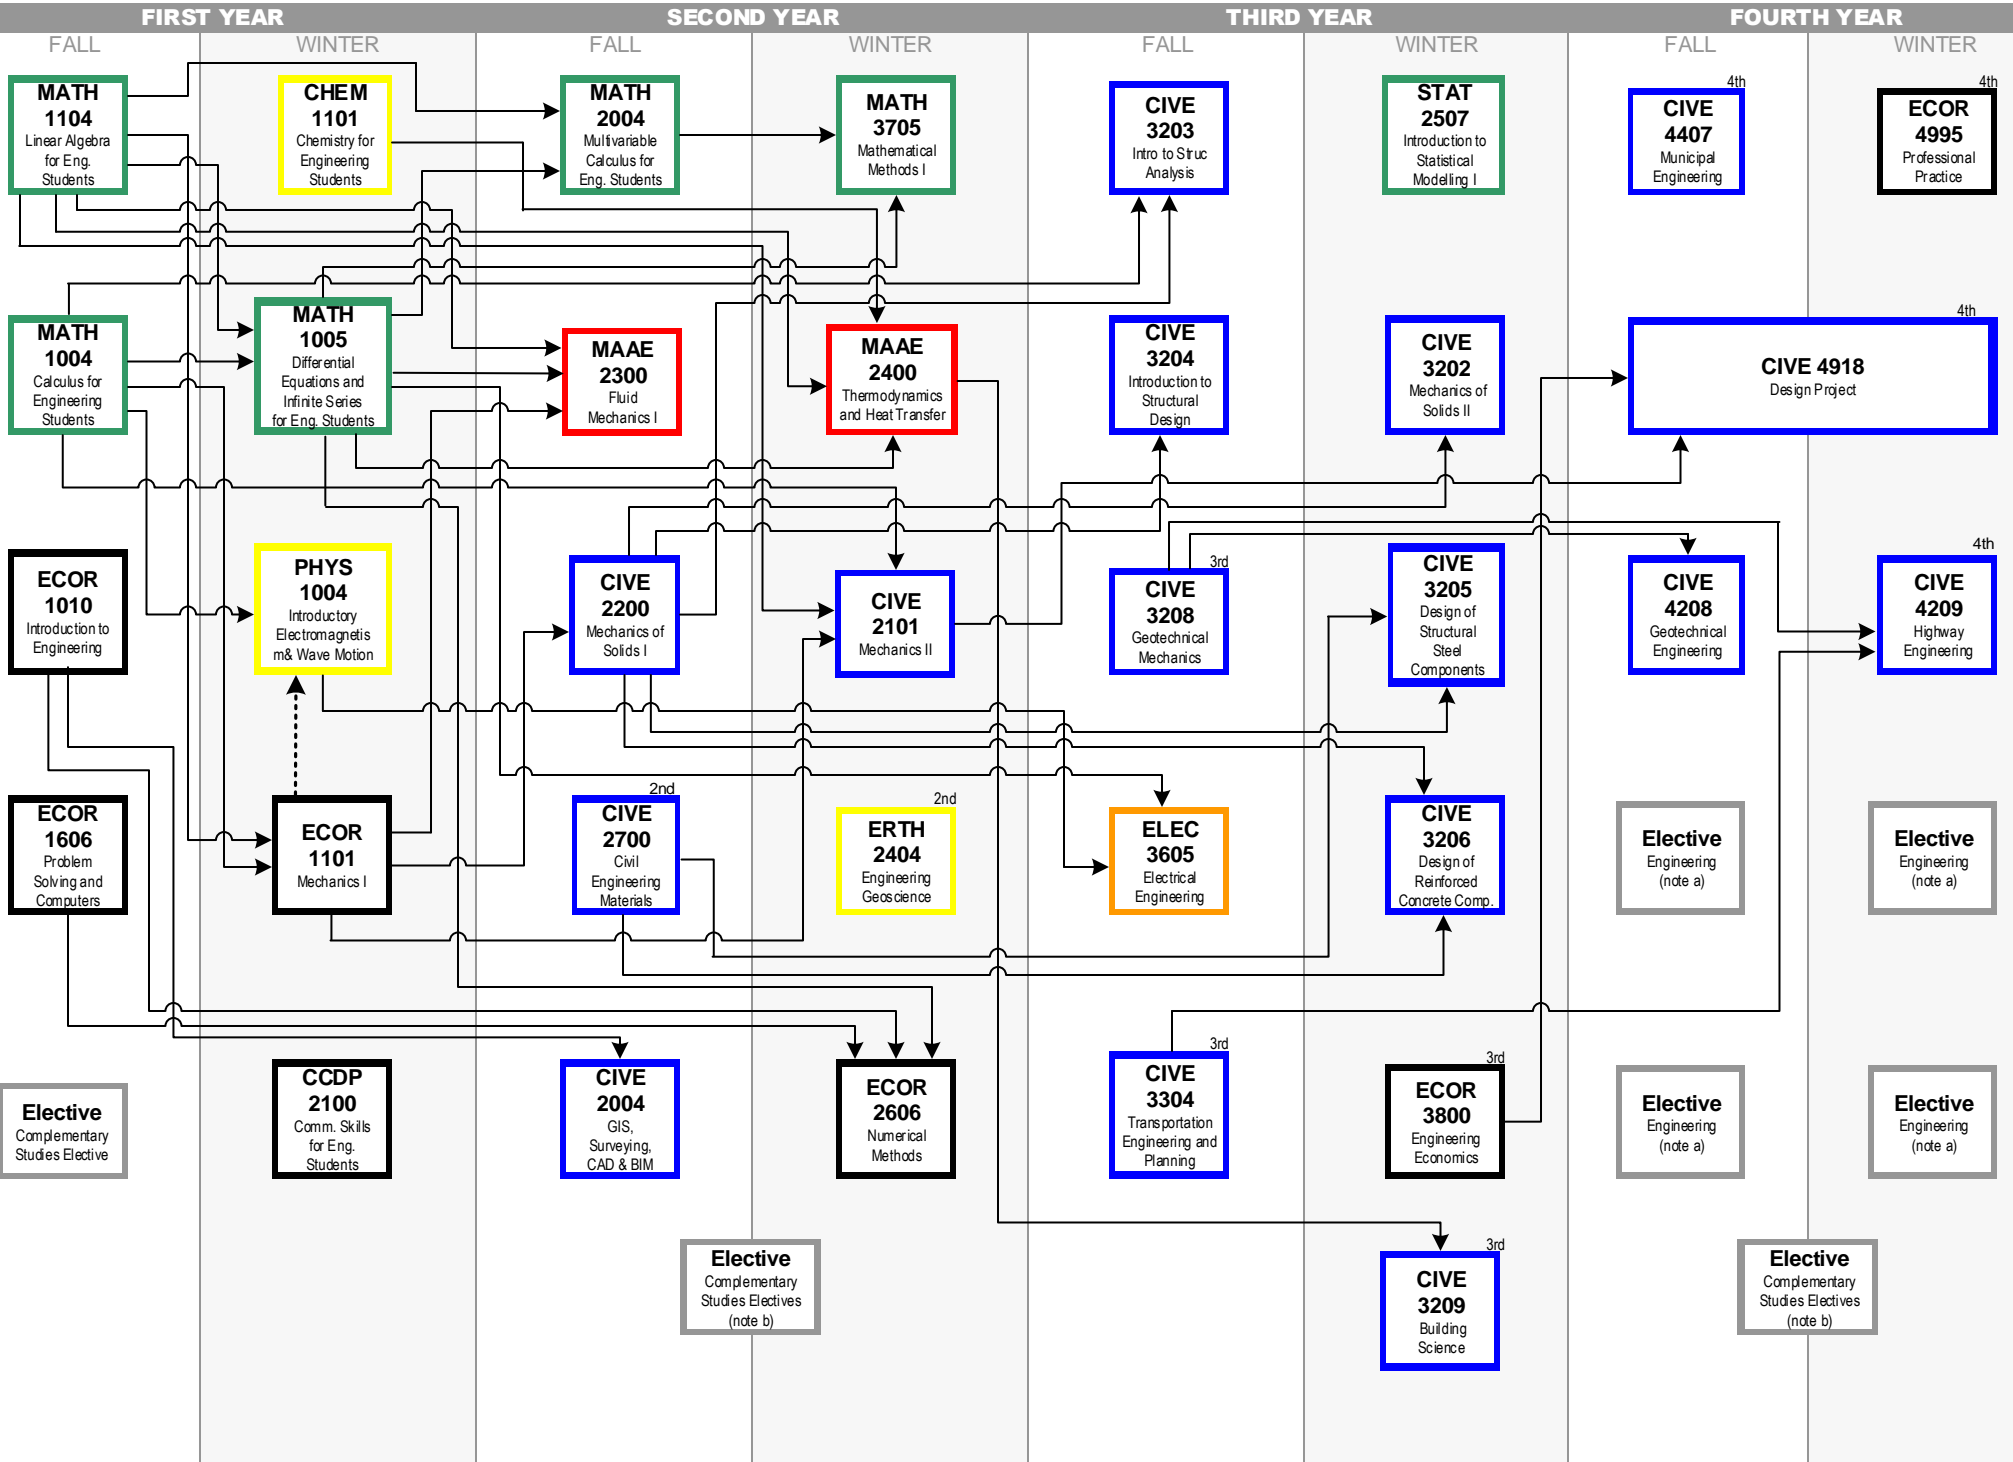 FIRST YEAR
SECOND YEAR
THIRD YEAR
FOURTH YEAR
FALL
WINTER
FALL
WINTER
FALL
WINTER
FALL
WINTER
MATH
1104
Linear Algebra
for Eng.
Students
CHEM
1101
Chemistry for
Engineering
Students
MATH
2004
Multivariable
Calculus for
Eng. Students
MATH
3705
Mathematical
Methods I
CIVE
3203
Intro to Struc
Analysis
STAT
2507
Introduction to
Statistical
Modelling I
4th
CIVE
4407
Municipal
Engineering
4th
ECOR
4995
Professional
Practice
MATH
1004
Calculus for
Engineering
Students
MATH
1005
Differential
Equations and
Infinite Series
for Eng. Students
MAAE
2300
Fluid
Mechanics I
MAAE
2400
Thermodynamics
and Heat Transfer
CIVE
3204
Introduction to
Structural
Design
CIVE
3202
Mechanics of
Solids II
4th
CIVE 4918
Design Project
ECOR
1010
Introduction to
Engineering
PHYS
1004
Introductory
Electromagnetis
m& Wave Motion
CIVE
2200
Mechanics of
Solids I
CIVE
2101
Mechanics II
3rd
CIVE
3208
Geotechnical
Mechanics
CIVE
3205
Design of
Structural
Steel
Components
CIVE
4208
Geotechnical
Engineering
4th
CIVE
4209
Highway
Engineering
ECOR
1606
Problem
Solving and
Computers
ECOR
1101
Mechanics I
2nd
CIVE
2700
Civil
Engineering
Materials
2nd
ERTH
2404
Engineering
Geoscience
ELEC
3605
Electrical
Engineering
CIVE
3206
Design of
Reinforced
Concrete Comp.
Elective
Engineering
(note a)
Elective
Engineering
(note a)
Elective
Complementary
Studies Elective
CCDP
2100
Comm. Skills
for Eng.
Students
CIVE
2004
GIS,
Surveying,
CAD & BIM
ECOR
2606
Numerical
Methods
3rd
CIVE
3304
Transportation
Engineering and
Planning
3rd
ECOR
3800
Engineering
Economics
Elective
Engineering
(note a)
Elective
Engineering
(note a)
Elective
Complementary
Studies Electives
(note b)
3rd
CIVE
3209
Building
Science
Elective
Complementary
Studies Electives
(note b)